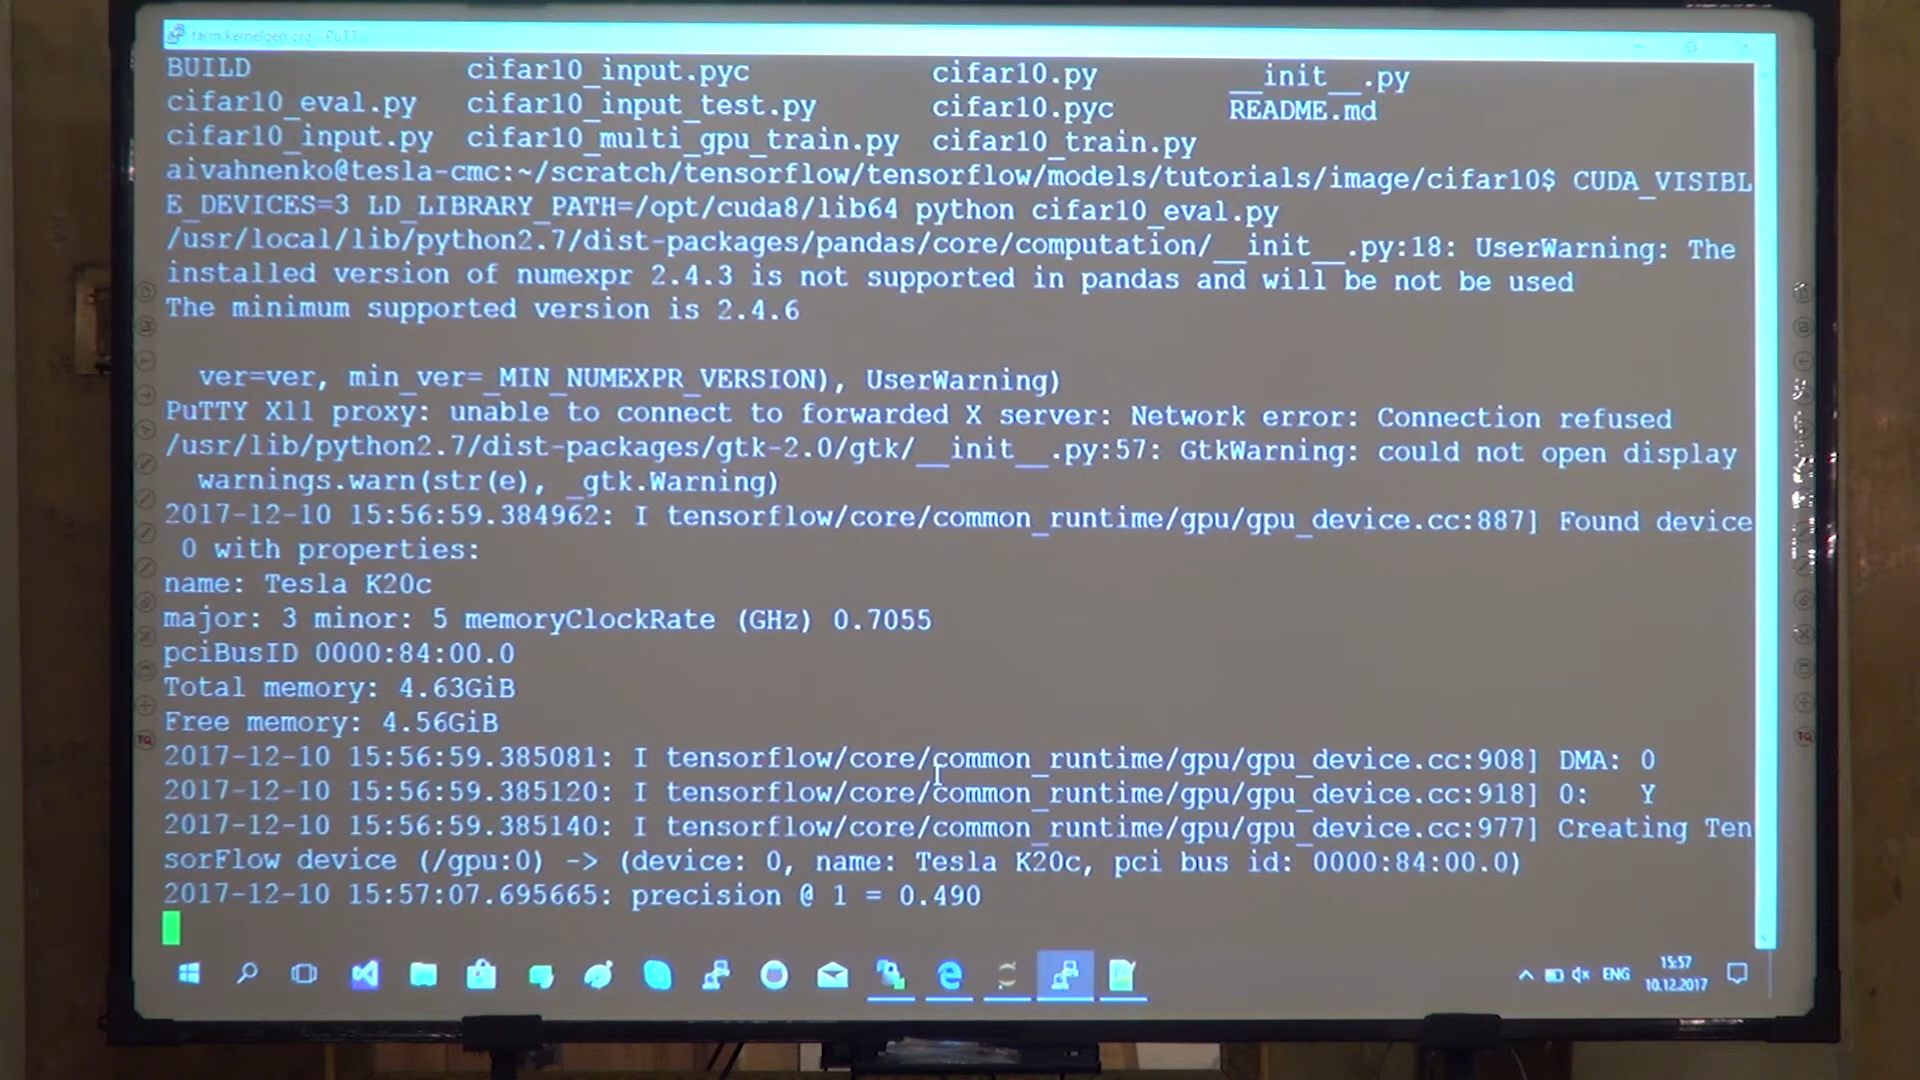 farm.kernelgen.org - PuTTY
BUILD cifar10_input.pyc cifar10.py __init__.py
cifar10_eval.py cifar10_input_test.py cifar10.pyc README.md
cifar10_input.py cifar10_multi_gpu_train.py cifar10_train.py
aivahnenko@tesla-cmc:~/scratch/tensorflow/tensorflow/models/tutorials/image/cifar10$ CUDA_VISIBL
E_DEVICES=3 LD_LIBRARY_PATH=/opt/cuda8/lib64 python cifar10_eval.py
/usr/local/lib/python2.7/dist-packages/pandas/core/computation/__init__.py:18: UserWarning: The
installed version of numexpr 2.4.3 is not supported in pandas and will be not be used
The minimum supported version is 2.4.6
ver=ver, min_ver=_MIN_NUMEXPR_VERSION), UserWarning)
PuTTY X11 proxy: unable to connect to forwarded X server: Network error: Connection refused
/usr/lib/python2.7/dist-packages/gtk-2.0/gtk/__init__.py:57: GtkWarning: could not open display
warnings.warn(str(e), _gtk.Warning)
2017-12-10 15:56:59.384962: I tensorflow/core/common_runtime/gpu/gpu_device.cc:887] Found device
0 with properties:
name: Tesla K20c
major: 3 minor: 5 memoryClockRate (GHz) 0.7055
pciBusID 0000:84:00.0
Total memory: 4.63GiB
Free memory: 4.56GiB
2017-12-10 15:56:59.385081: I tensorflow/core/common_runtime/gpu/gpu_device.cc:908] DMA: 0
2017-12-10 15:56:59.385120: I tensorflow/core/common_runtime/gpu/gpu_device.cc:918] 0: Y
2017-12-10 15:56:59.385140: I tensorflow/core/common_runtime/gpu/gpu_device.cc:977] Creating Ten
sorFlow device (/gpu:0) -> (device: 0, name: Tesla K20c, pci bus id: 0000:84:00.0)
2017-12-10 15:57:07.695665: precision @ 1 = 0.490
ENG
15:57
10.12.2017